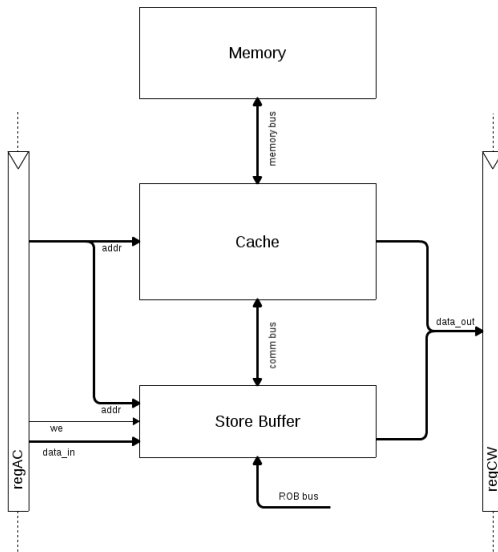 Memory
memory bus
Cache
addr
comm bus
data_out
addr
Store Buffer
we
data_in
regAC
regCW
ROB bus